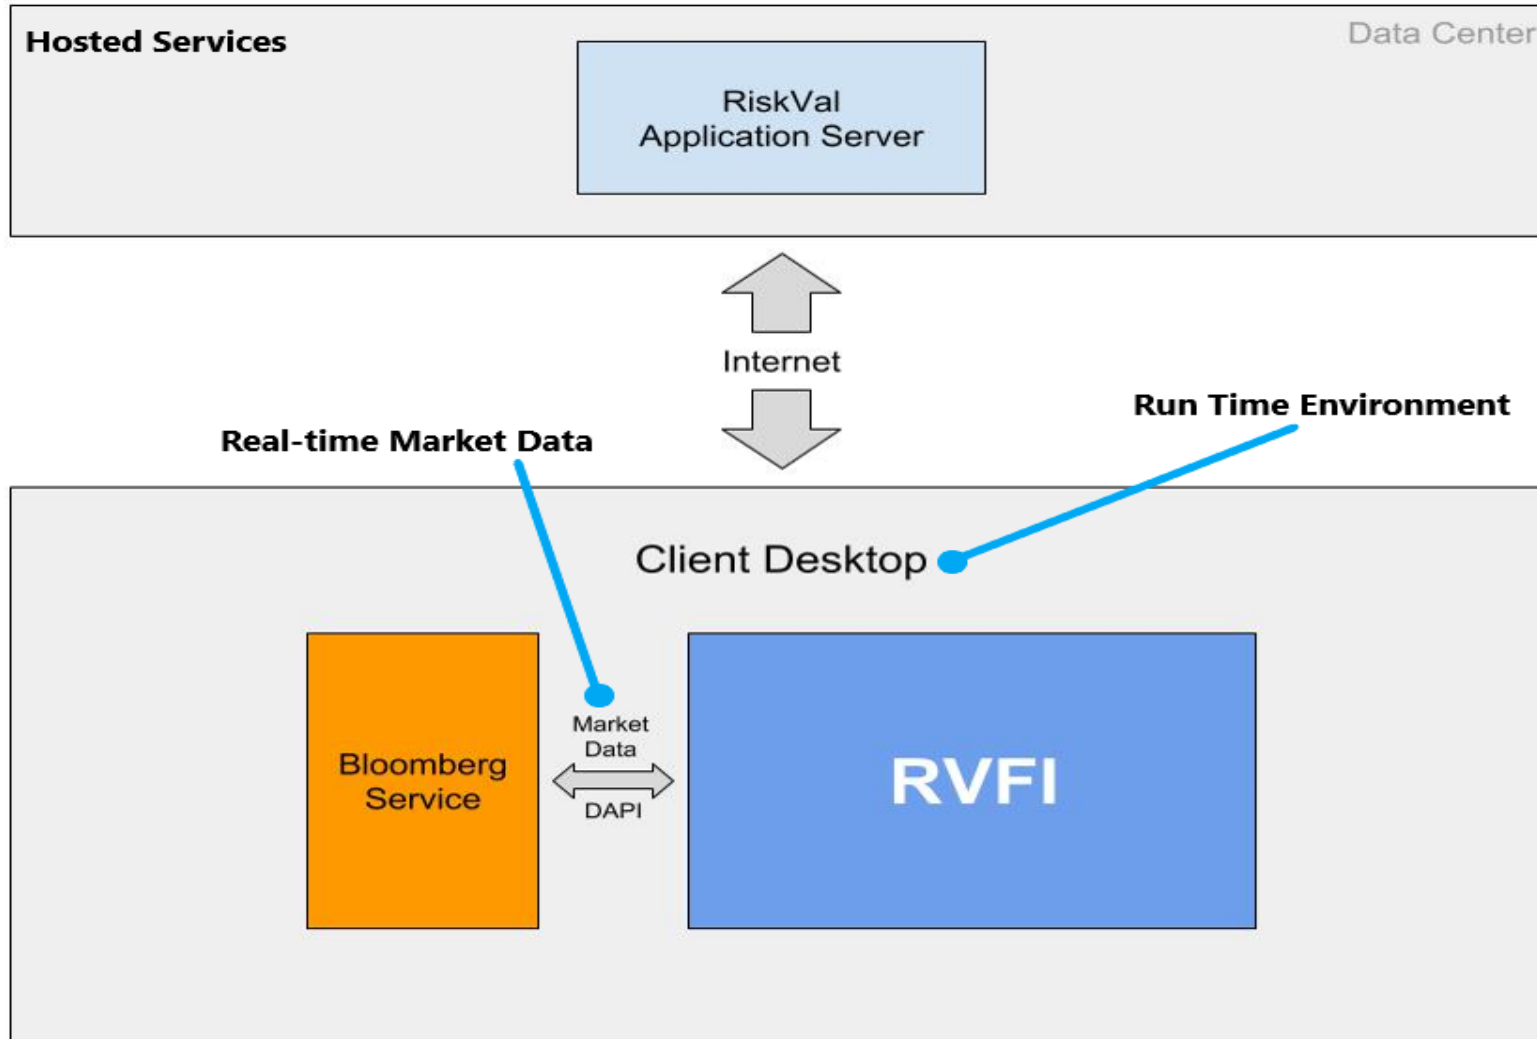 Hosted Services
Data Center
RiskVal
Application Server
Internet
Run Time Environment
Real-time Market Data
Client Desktop
Market
Data
DAPI
Bloomberg
Service
RVFI